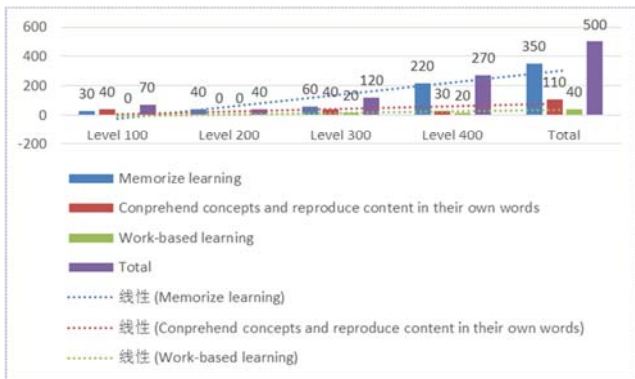 600
400
200
0
-200
30 40 0 70
40 0 0 40
60 40 20 120
220 30 20 270
350 110 40 500
Level 100 Level 200 Level 300 Level 400 Total
Memorize learning
Conprehend concepts and reproduce content in their own words
Work-based learning
Total
线性 (Memorize learning)
线性 (Conprehend concepts and reproduce content in their own words)
线性 (Work-based learning)